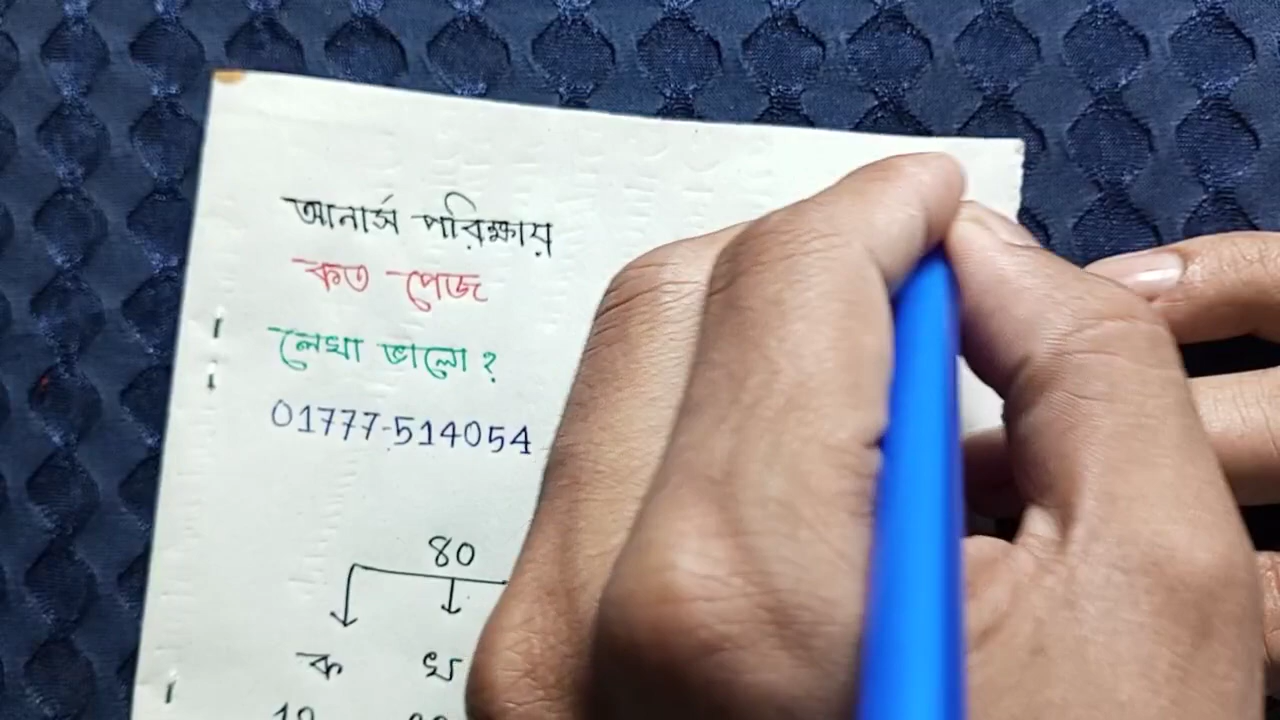 আনার্স পরিক্ষায়
কত পেজ
লেখা ভালো?
01777-514054
80
ক খ